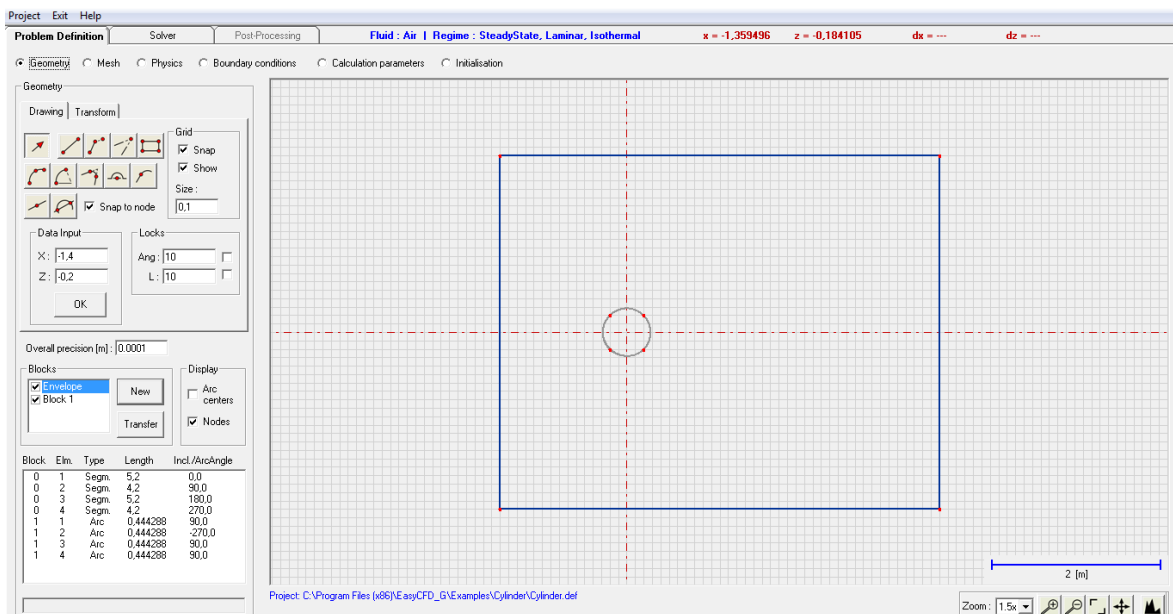 Project Exit Help
Problem Definition Solver Post-Processing Fluid : Air | Regime : SteadyState, Laminar, Isothermal x = -1,359496 z = -0,184105 dx = --- dz = ---
Geometry Mesh Physics Boundary conditions Calculation parameters Initialisation
Geometry
Drawing Transform
Grid
Snap
Show
Size :
0,1
Snap to node
Data Input Locks
X : -1,4 Ang : 10
Z : -0,2 L : 10
OK
Overall precision [m] : 0.0001
Blocks Display
Envelope New Arc centers
Block 1
Transfer Nodes
Block Elm. Type Length Incl./ArcAngle
0 1 Segm. 5,2 0,0
0 2 Segm. 4,2 90,0
0 3 Segm. 5,2 180,0
0 4 Segm. 4,2 270,0
1 1 Arc 0,444288 90,0
1 2 Arc 0,444288 -270,0
1 3 Arc 0,444288 90,0
1 4 Arc 0,444288 90,0
2 [m]
Project: C:\Program Files (x86)\EasyCFD_G\Examples\Cylinder\Cylinder.def
Zoom : 1.5x